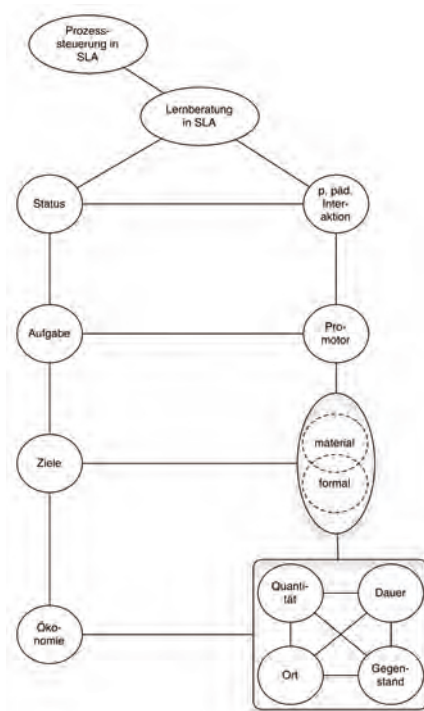 Prozess-
steuerung in
SLA
Lernberatung
in SLA
Status
p. päd.
Inter-
aktion
Aufgabe
Pro-
motor
Ziele
material
formal
Öko-
nomie
Quanti-
tät
Dauer
Ort
Gegen-
stand